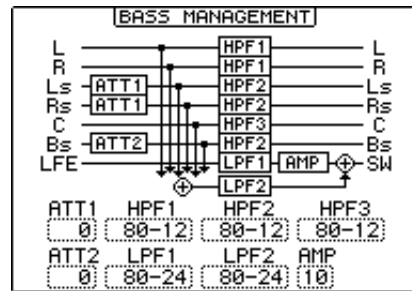 BASS MANAGEMENT
L HPF1 L
R HPF1 R
Ls ATT1 HPF2 Ls
Rs ATT1 HPF2 Rs
C HPF3 C
Bs ATT2 HPF2 Bs
LFE LPF1 AMP SW
LPF2
ATT1 HPF1 HPF2 HPF3
0 80-12 80-12 80-12
ATT2 LPF1 LPF2 AMP
0 80-24 80-24 10